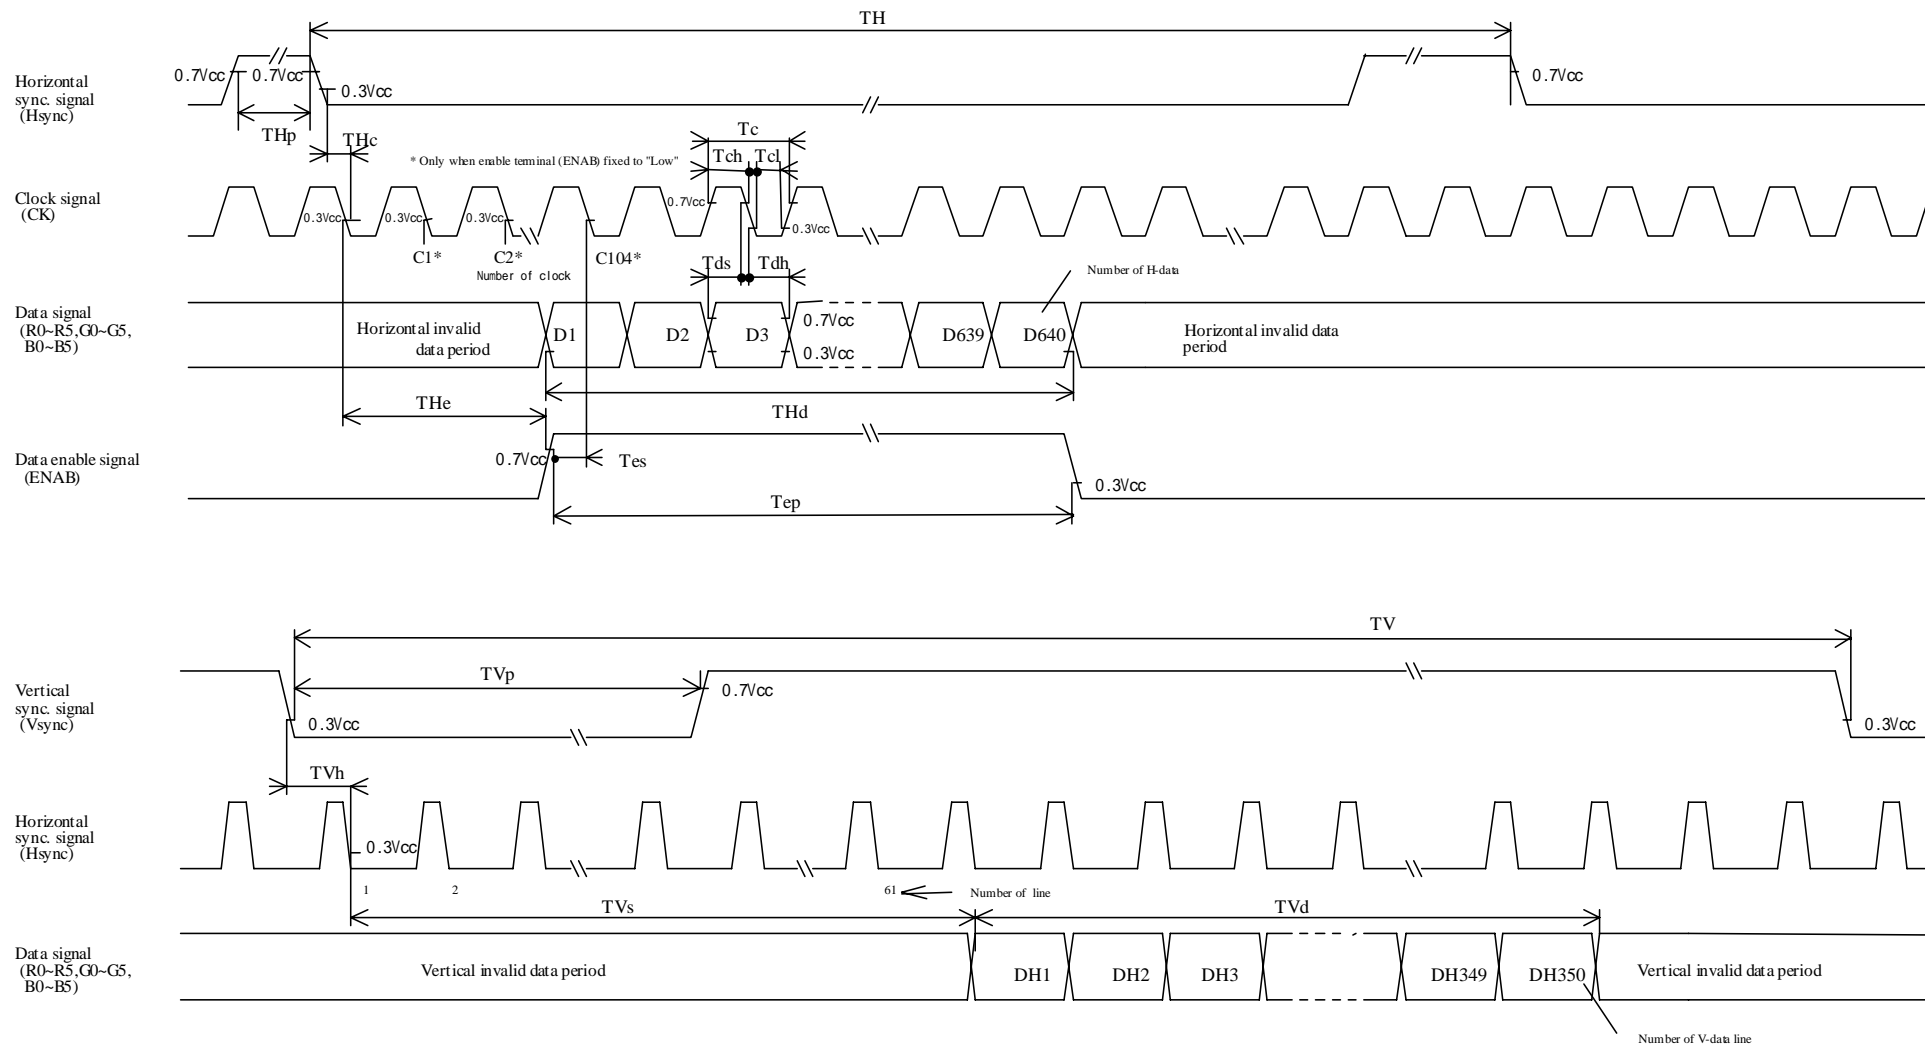 TH
0.7Vcc
0.7Vcc
0.7Vcc
Horizontal
sync. signal
(Hsync)
0.3Vcc
THp
THc
Tc
* Only when enable terminal (ENAB) fixed to "Low"
Tch
Tcl
Clock signal
(CK)
0.7Vcc
0.3Vcc
0.3Vcc
0.3Vcc
0.3Vcc
C1*
C2*
C104*
Number of clock
Tds
Tdh
Number of H-data
Data signal
(R0~R5,G0~G5,
B0~B5)
Horizontal invalid
data period
D1
D2
D3
0.7Vcc
0.3Vcc
D639
D640
Horizontal invalid data
period
THe
THd
Data enable signal
(ENAB)
0.7Vcc
Tes
0.3Vcc
Tep
TV
TVp
Vertical
sync. signal
(Vsync)
0.7Vcc
0.3Vcc
0.3Vcc
TVh
Horizontal
sync. signal
(Hsync)
0.3Vcc
1
2
61
Number of line
TVs
TVd
Data signal
(R0~R5,G0~G5,
B0~B5)
Vertical invalid data period
DH1
DH2
DH3
DH349
DH350
Vertical invalid data period
Number of V-data line